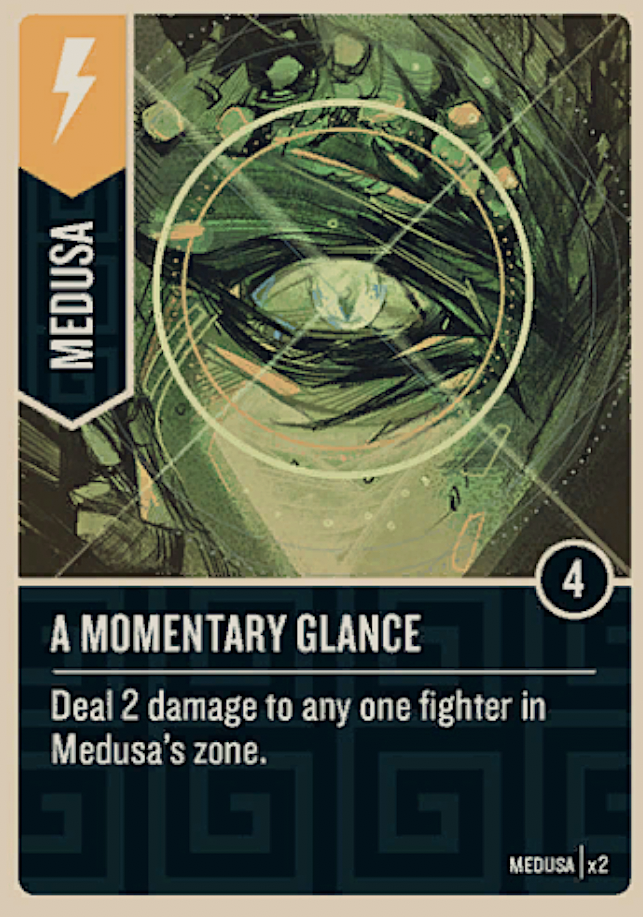 MEDUSA
4
A MOMENTARY GLANCE
Deal 2 damage to any one fighter in
Medusa's zone.
MEDUSA | x2